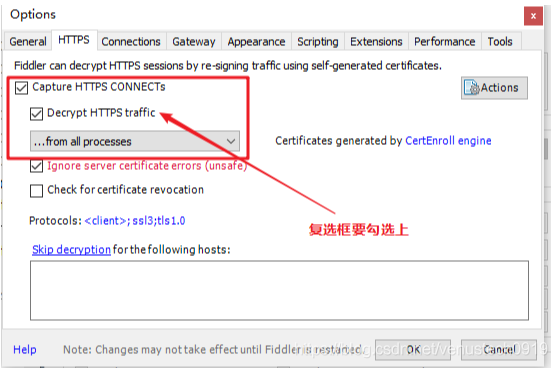 Options
x
General HTTPS Connections Gateway Appearance Scripting Extensions Performance Tools
Fiddler can decrypt HTTPS sessions by re-signing traffic using self-generated certificates.
Capture HTTPS CONNECTs
Actions
Decrypt HTTPS traffic
...from all processes
Certificates generated by CertEnroll engine
Ignore server certificate errors (unsafe)
Check for certificate revocation
Protocols: <client>;ssl3;tls1.0
复选框要勾选上
Skip decryption for the following hosts:
Help Note: Changes may not take effect until Fiddler is restarted. OK Cancel